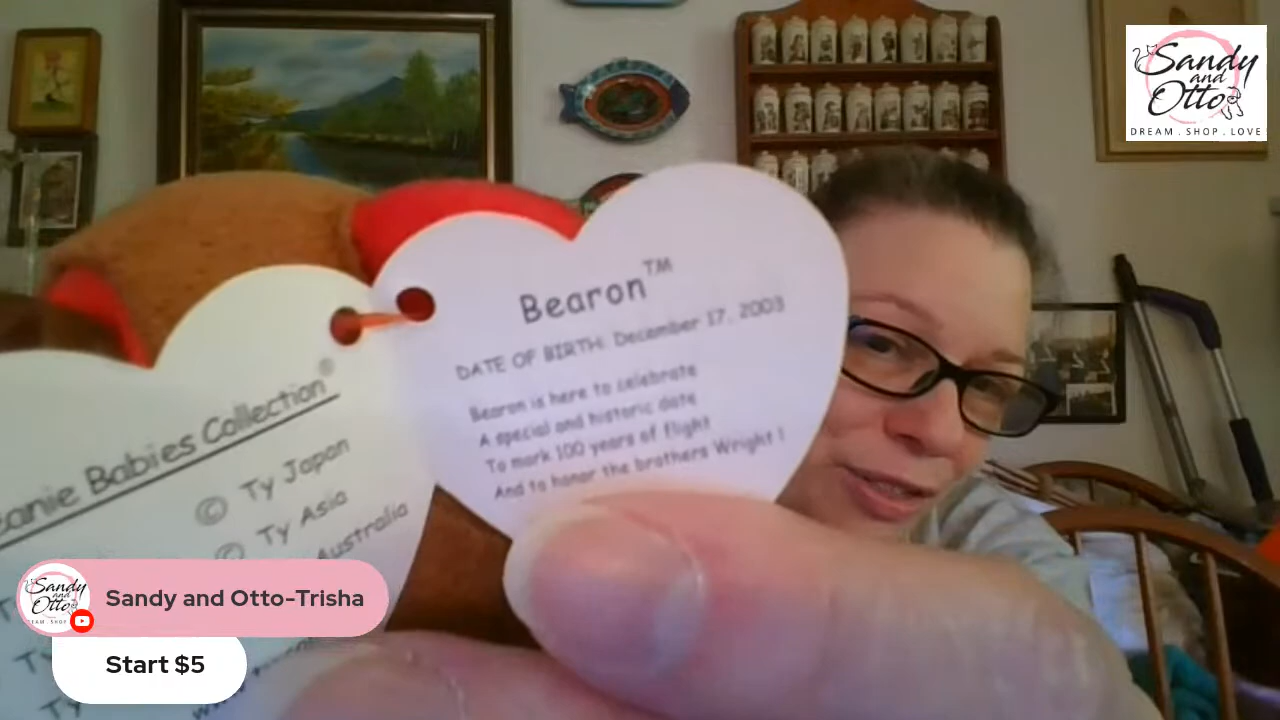 Sandy
and
Otto
DREAM . SHOP . LOVE
Bearon™
DATE OF BIRTH: December 17, 2003
Bearon is here to celebrate
A special and historic date
To mark 100 years of flight
And to honor the brothers Wright !
eanie Babies Collection®
© Ty Japan
© Ty Asia
Australia
Sandy and Otto-Trisha
Start $5